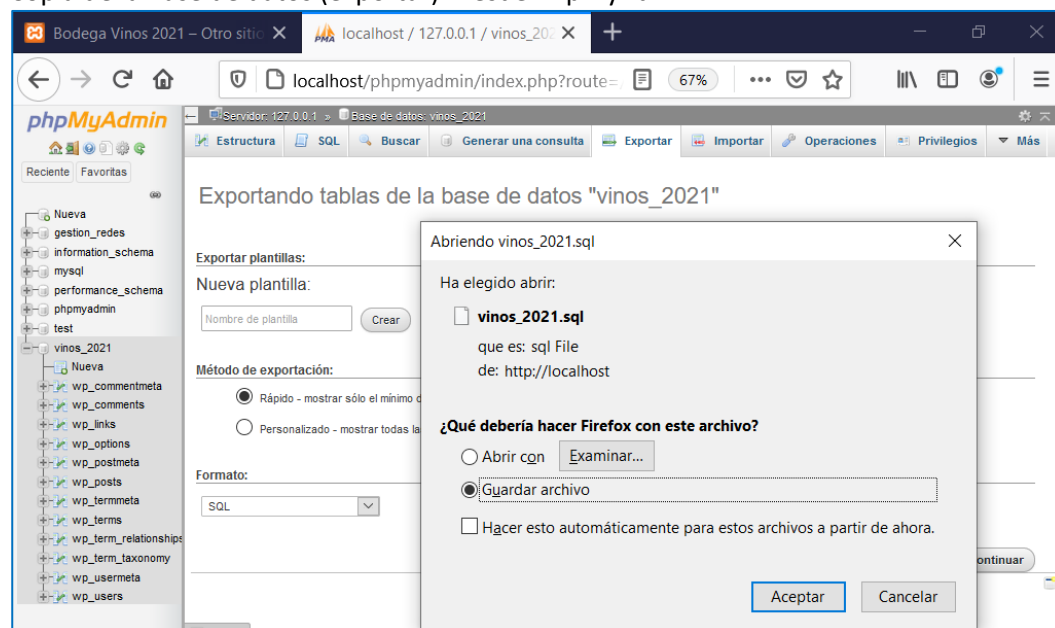 Bodega Vinos 2021 – Otro sitio
localhost / 127.0.0.1 / vinos_202
localhost/phpmyadmin/index.php?route=
67%
phpMyAdmin
Reciente Favoritas
Nueva
gestion_redes
information_schema
mysql
performance_schema
phpmyadmin
test
vinos_2021
Nueva
wp_commentmeta
wp_comments
wp_links
wp_options
wp_postmeta
wp_posts
wp_termmeta
wp_terms
wp_term_relationships
wp_term_taxonomy
wp_usermeta
wp_users
Servidor: 127.0.0.1 » Base de datos: vinos_2021
Estructura SQL Buscar Generar una consulta Exportar Importar Operaciones Privilegios Más
Exportando tablas de la base de datos "vinos_2021"
Exportar plantillas:
Nueva plantilla:
Nombre de plantilla Crear
Método de exportación:
Rápido - mostrar sólo el mínimo d
Personalizado - mostrar todas la
Formato:
SQL
ontinuar
Abriendo vinos_2021.sql
Ha elegido abrir:
vinos_2021.sql
que es: sql File
de: http://localhost
¿Qué debería hacer Firefox con este archivo?
Abrir con Examinar...
Guardar archivo
Hacer esto automáticamente para estos archivos a partir de ahora.
Aceptar Cancelar